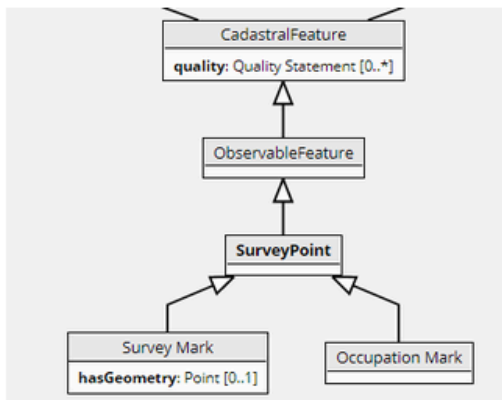 CadastralFeature
quality: Quality Statement [0..*]
ObservableFeature
SurveyPoint
Survey Mark
hasGeometry: Point [0..1]
Occupation Mark